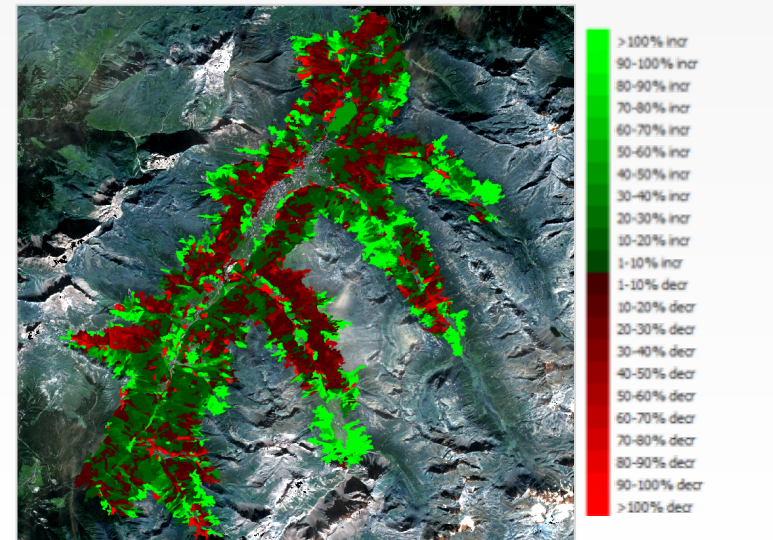 >100% incr
90-100% incr
80-90% incr
70-80% incr
60-70% incr
50-60% incr
40-50% incr
30-40% incr
20-30% incr
10-20% incr
1-10% incr
1-10% decr
10-20% decr
20-30% decr
30-40% decr
40-50% decr
50-60% decr
60-70% decr
70-80% decr
80-90% decr
90-100% decr
>100% decr